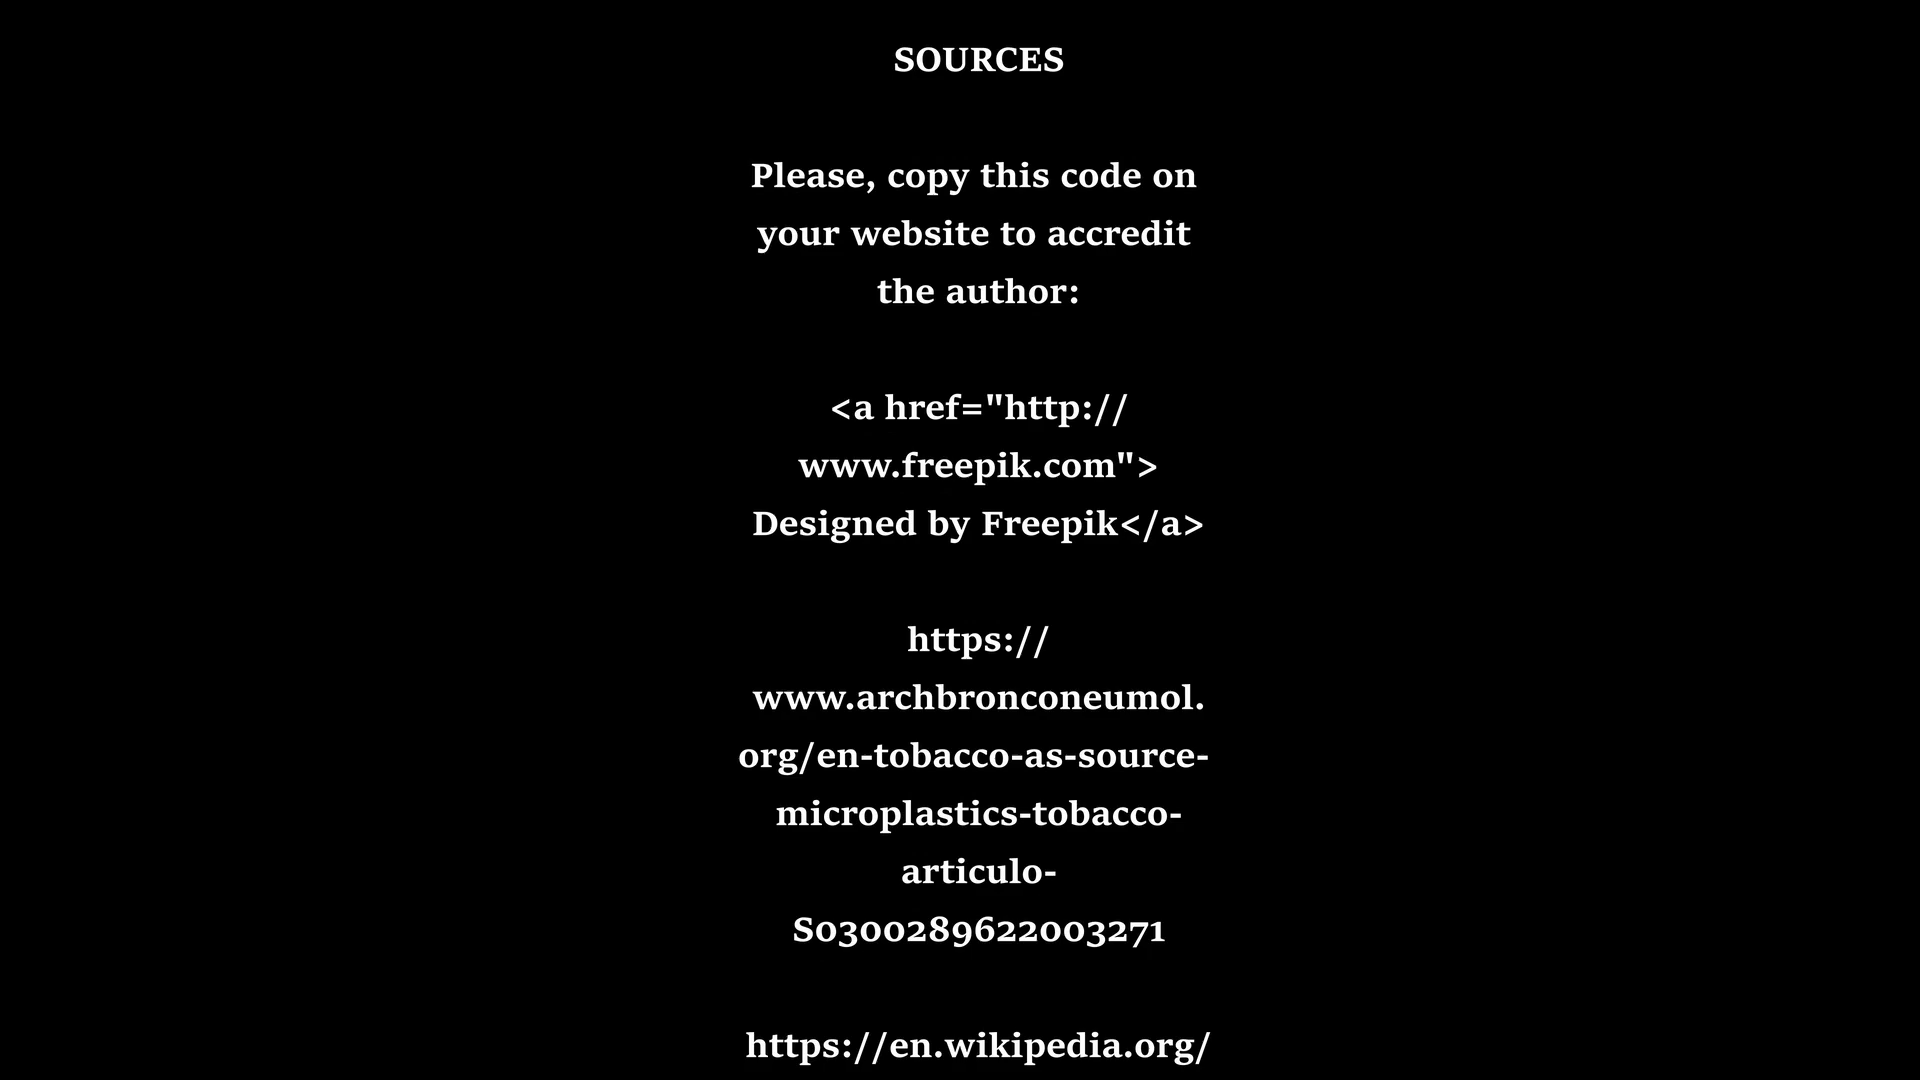 SOURCES
Please, copy this code on
your website to accredit
the author:
<a href="http://
www.freepik.com">
Designed by Freepik</a>
https://
www.archbronconeumol.
org/en-tobacco-as-source-
microplastics-tobacco-
articulo-
S0300289622003271
https://en.wikipedia.org/